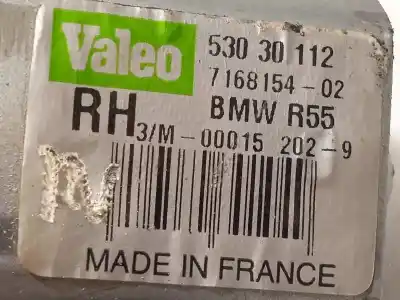 Valeo 530 30 112
7168154-02
RH BMW R55
3/M-00015 202-9
MADE IN FRANCE